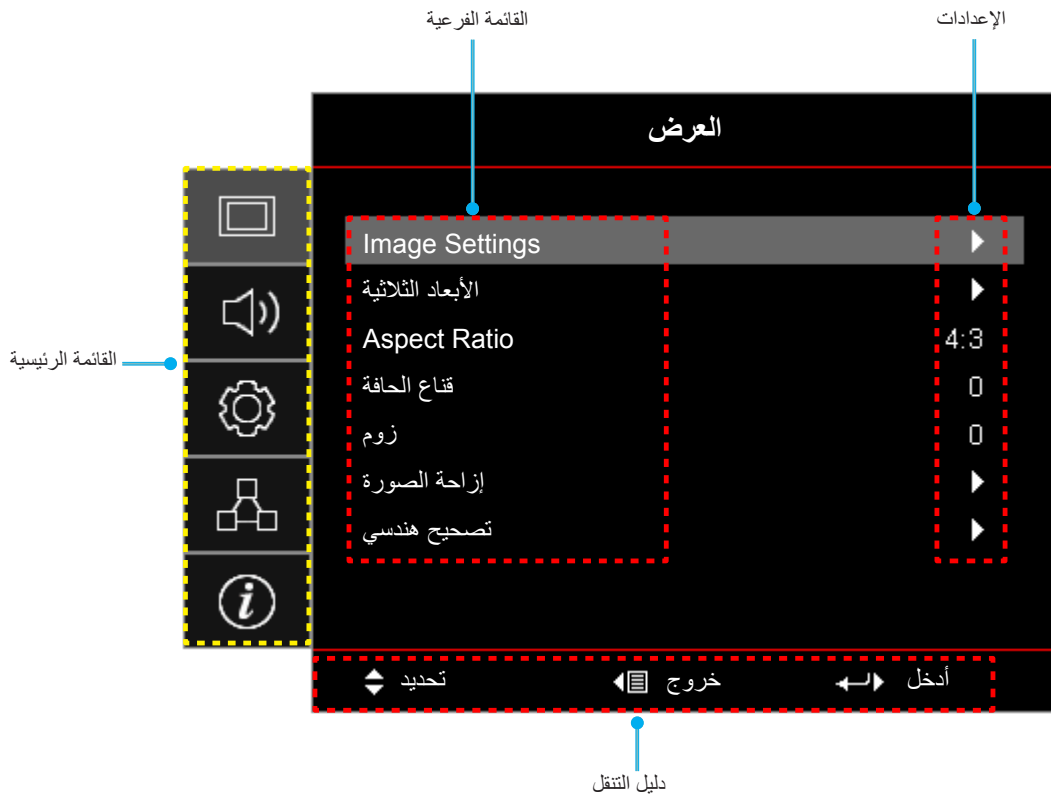 الإعدادات
القائمة الفرعية
العرض
Image Settings
الأبعاد الثلاثية
Aspect Ratio 4:3
قناع الحافة 0
زوم 0
إزاحة الصورة
تصحيح هندسي
القائمة الرئيسية
أدخل خروج تحديد
دليل التنقل